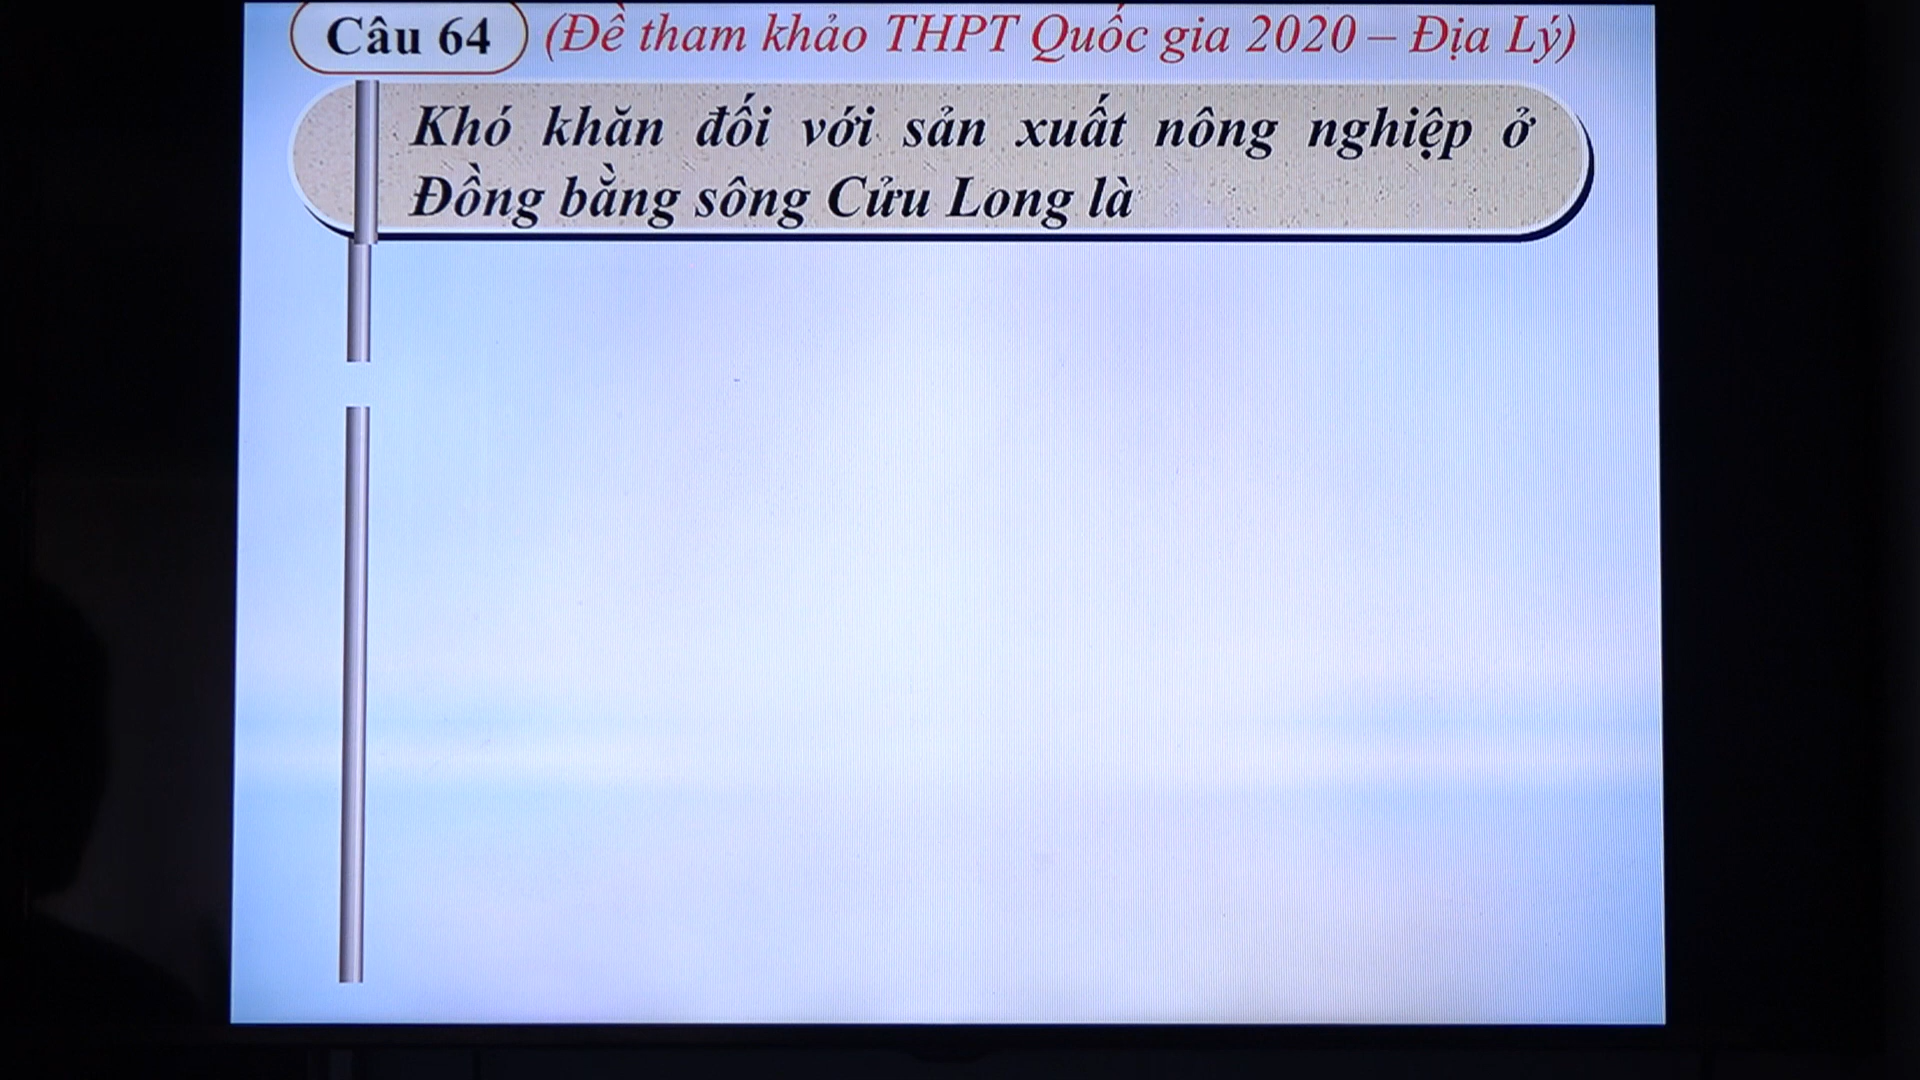 Câu 64 (Đề tham khảo THPT Quốc gia 2020 – Địa Lý)
Khó khăn đối với sản xuất nông nghiệp ở
Đồng bằng sông Cửu Long là